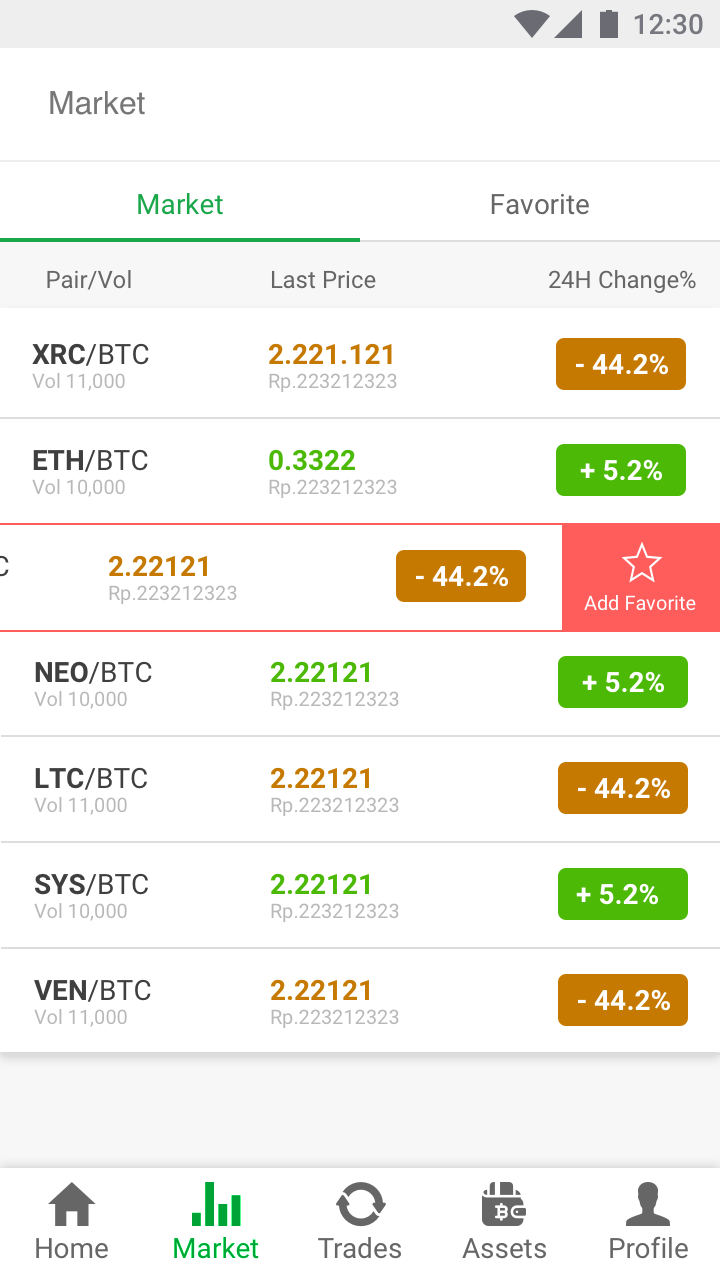 12:30
Market
Market Favorite
Pair/Vol Last Price 24H Change%
XRC/BTC 2.221.121 - 44.2%
Vol 11,000 Rp.223212323
ETH/BTC 0.3322 + 5.2%
Vol 10,000 Rp.223212323
C 2.22121 - 44.2%
Rp.223212323 Add Favorite
NEO/BTC 2.22121 + 5.2%
Vol 10,000 Rp.223212323
LTC/BTC 2.22121 - 44.2%
Vol 11,000 Rp.223212323
SYS/BTC 2.22121 + 5.2%
Vol 10,000 Rp.223212323
VEN/BTC 2.22121 - 44.2%
Vol 11,000 Rp.223212323
Home Market Trades Assets Profile